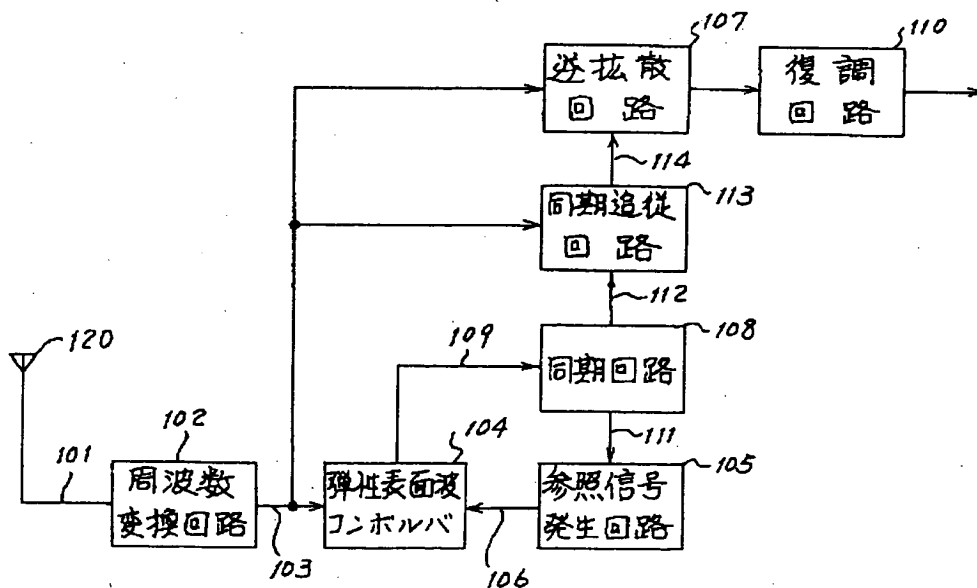 107
110
逆拡散
回路
復調
回路
114
113
同期追従
回路
112
108
109
同期回路
120
111
102
104
105
101
周波数
変換回路
弾性表面波
コンボルバ
参照信号
発生回路
103
106